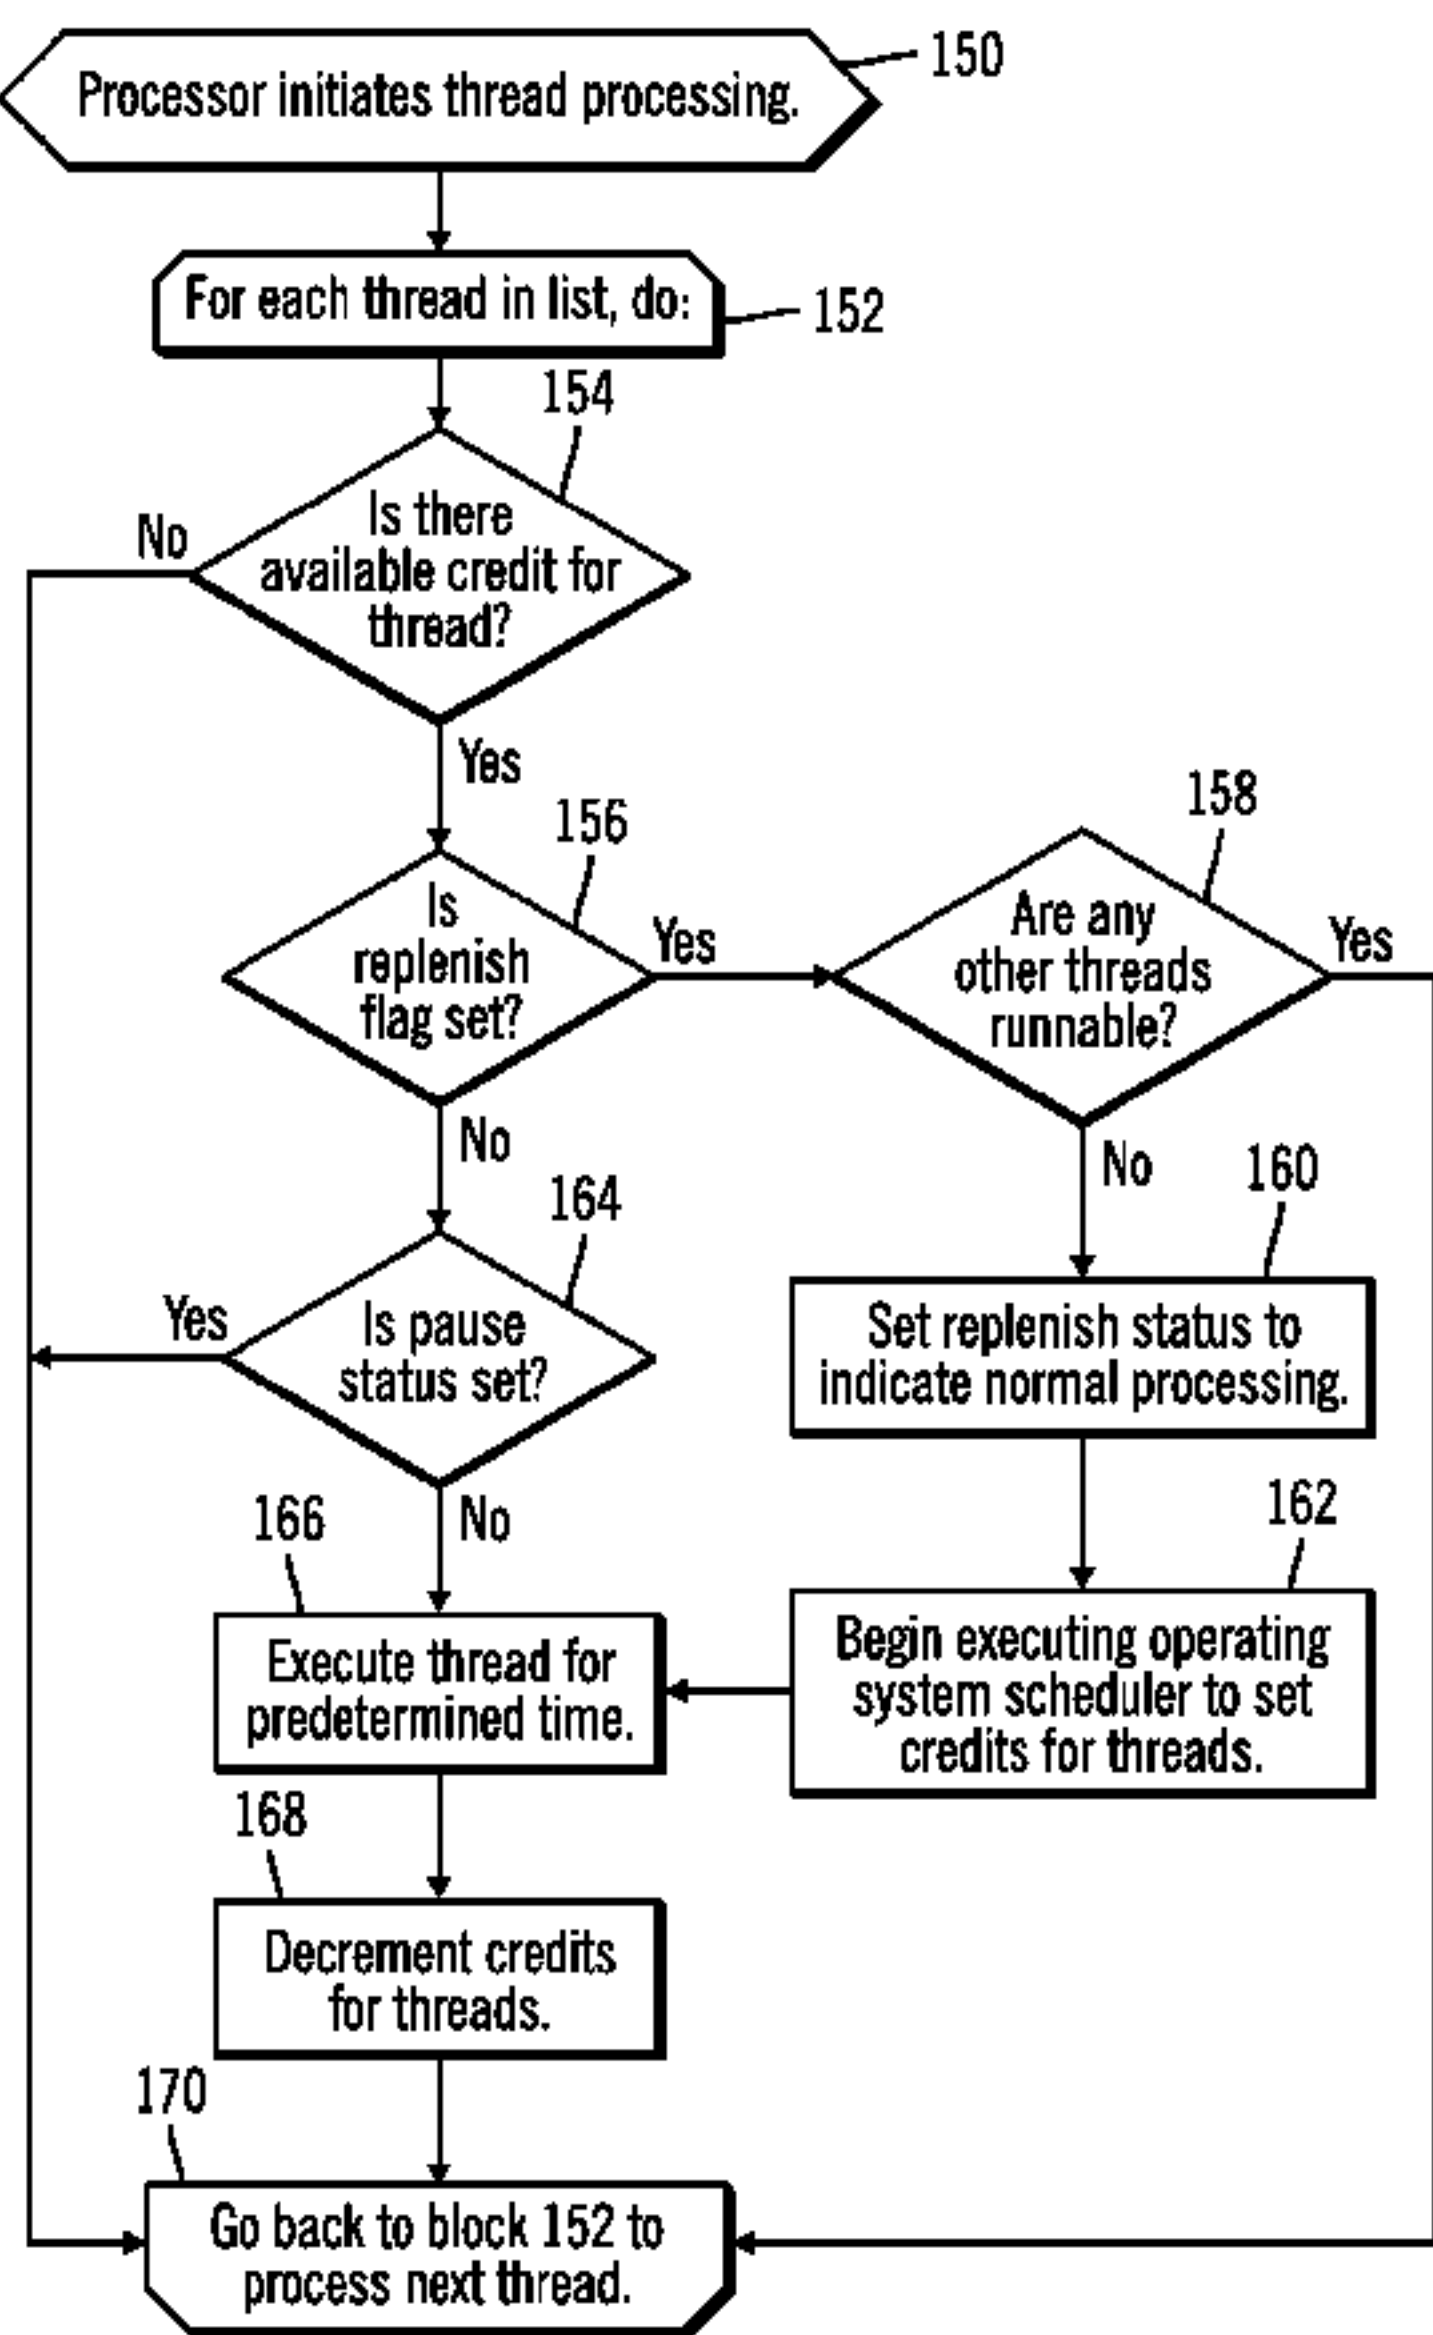 Processor initiates thread processing.
150
For each thread in list, do:
152
154
Is there
available credit for
thread?
No
Yes
156
Is
replenish
flag set?
Yes
158
Are any
other threads
runnable?
Yes
No
No
160
164
Is pause
status set?
Yes
Set replenish status to
indicate normal processing.
No
166
162
Execute thread for
predetermined time.
Begin executing operating
system scheduler to set
credits for threads.
168
Decrement credits
for threads.
170
Go back to block 152 to
process next thread.